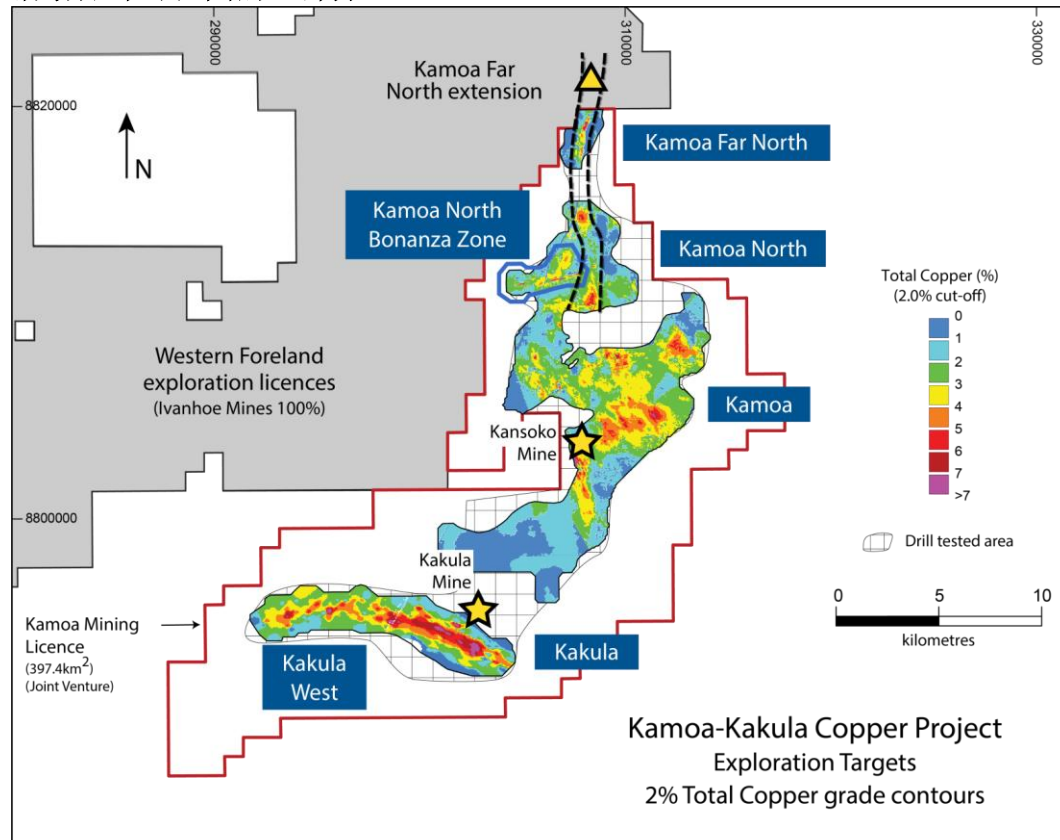 290000
310000
330000
8820000
N
Kamoa Far
North extension
Kamoa Far North
Kamoa North
Bonanza Zone
Kamoa North
Total Copper (%)
(2.0% cut-off)
0
1
2
3
4
5
6
7
>7
Western Foreland
exploration licences
(Ivanhoe Mines 100%)
Kamoa
Kansoko
Mine
8800000
Drill tested area
Kakula
Mine
0
5
10
kilometres
Kamoa Mining
Licence
(397.4km²)
(Joint Venture)
Kakula
West
Kakula
Kamoa-Kakula Copper Project
Exploration Targets
2% Total Copper grade contours